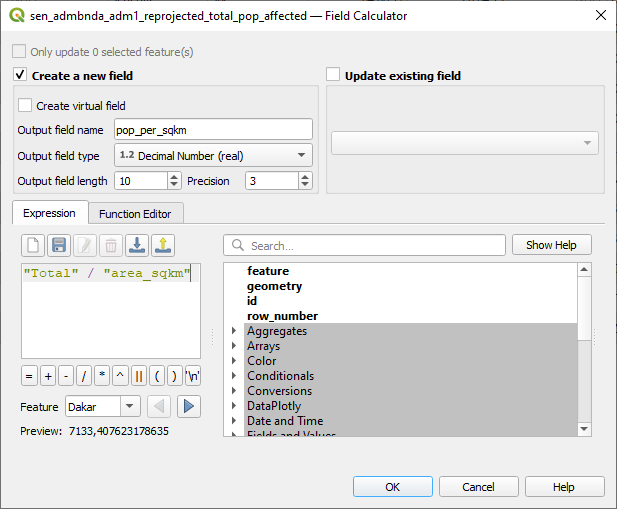 sen_admbnda_adm1_reprojected_total_pop_affected — Field Calculator
Only update 0 selected feature(s)
Create a new field
Update existing field
Create virtual field
Output field name pop_per_sqkm
Output field type 1.2 Decimal Number (real)
Output field length 10 Precision 3
Expression Function Editor
Search... Show Help
"Total" / "area_sqkm"
feature
geometry
id
row_number
Aggregates
Arrays
Color
Conditionals
Conversions
DataPlotly
Date and Time
Fields and Values
= + - / * ^ || ( ) '\n'
Feature Dakar
Preview: 7133,407623178635
OK Cancel Help